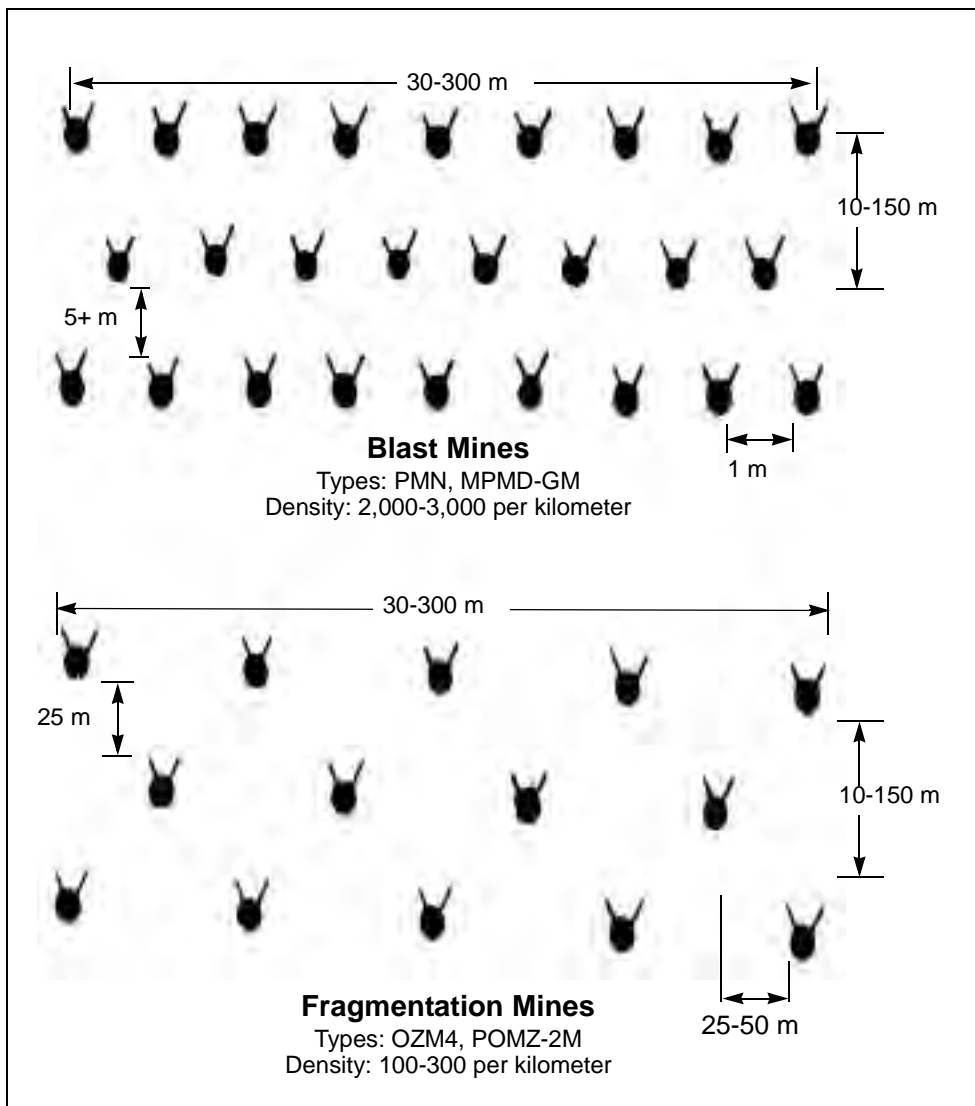 30-300 m
10-150 m
5+ m
1 m
Blast Mines
Types: PMN, MPMD-GM
Density: 2,000-3,000 per kilometer
30-300 m
25 m
10-150 m
25-50 m
Fragmentation Mines
Types: OZM4, POMZ-2M
Density: 100-300 per kilometer